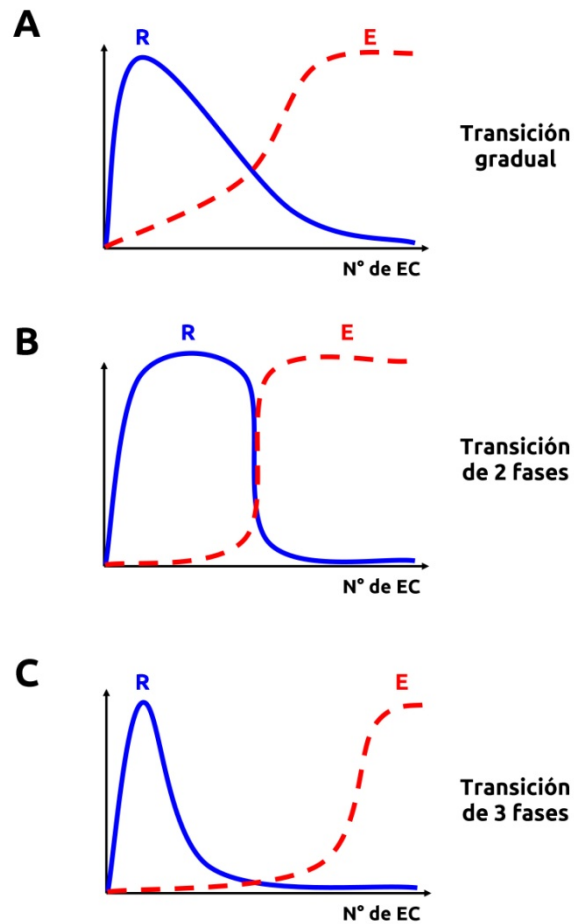 A
R
E
Transición
gradual
N° de EC
B
R
E
Transición
de 2 fases
N° de EC
C
R
E
Transición
de 3 fases
N° de EC